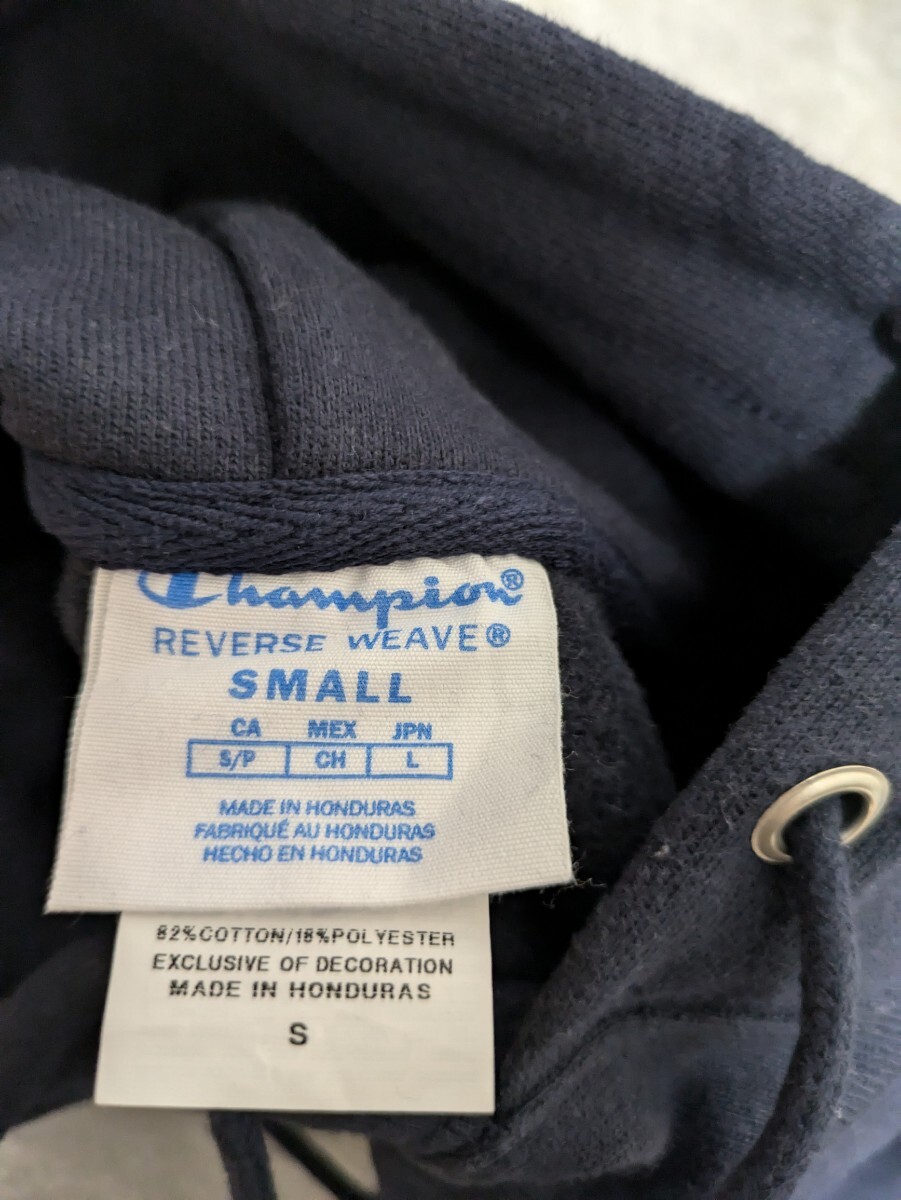 Champion®
REVERSE WEAVE®
SMALL
CA MEX JPN
S/P CH L
MADE IN HONDURAS
FABRIQUÉ AU HONDURAS
HECHO EN HONDURAS
82%COTTON/18%POLYESTER
EXCLUSIVE OF DECORATION
MADE IN HONDURAS
S